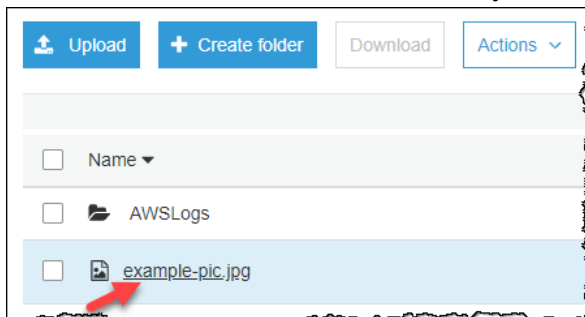 Upload + Create folder Download Actions
Name
AWSLogs
example-pic.jpg